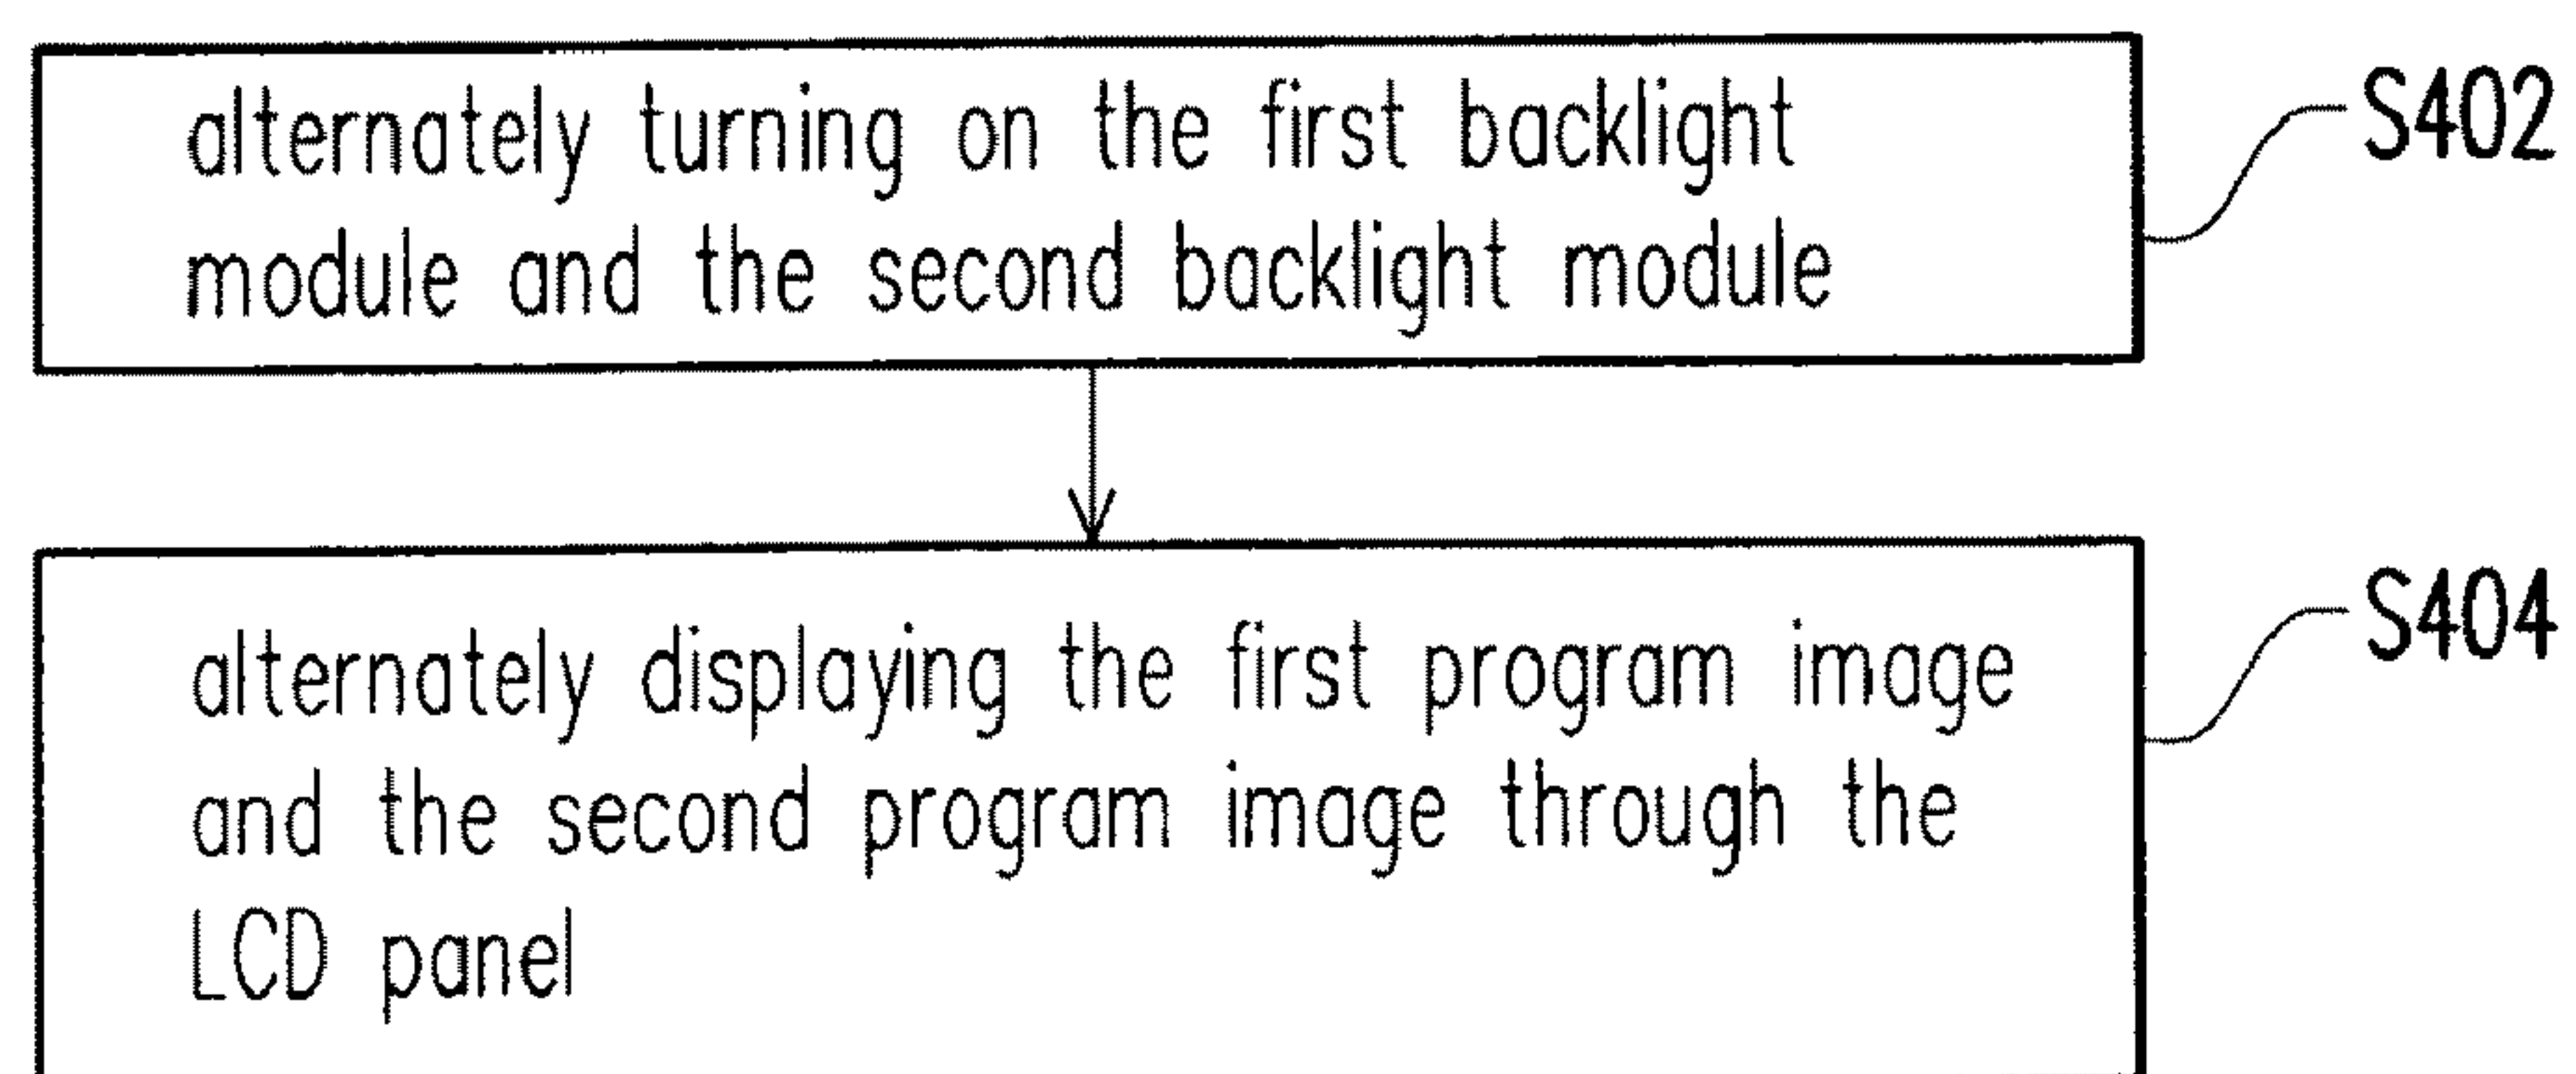 alternately turning on the first backlight
module and the second backlight module
S402
alternately displaying the first program image
and the second program image through the
LCD panel
S404